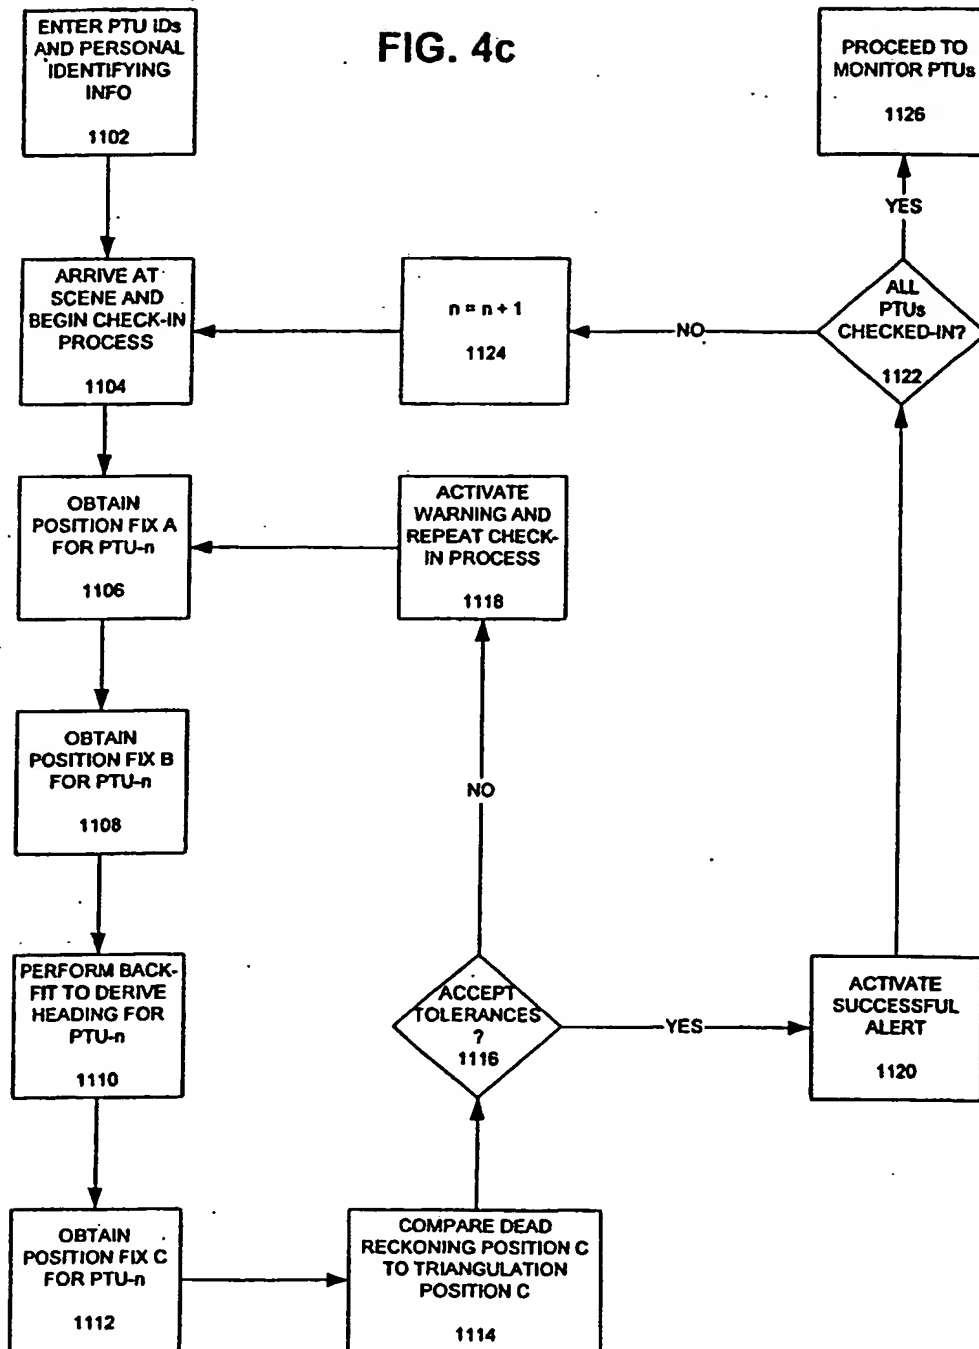 FIG. 4c
ENTER PTU IDs
AND PERSONAL
IDENTIFYING
INFO
1102
ARRIVE AT
SCENE AND
BEGIN CHECK-IN
PROCESS
1104
OBTAIN
POSITION FIX A
FOR PTU-n
1106
OBTAIN
POSITION FIX B
FOR PTU-n
1108
PERFORM BACK-
FIT TO DERIVE
HEADING FOR
PTU-n
1110
OBTAIN
POSITION FIX C
FOR PTU-n
1112
COMPARE DEAD
RECKONING POSITION C
TO TRIANGULATION
POSITION C
1114
ACCEPT
TOLERANCES
?
1116
NO
ACTIVATE
WARNING AND
REPEAT CHECK-
IN PROCESS
1118
YES
ACTIVATE
SUCCESSFUL
ALERT
1120
ALL
PTUs
CHECKED-IN?
1122
NO
n = n + 1
1124
YES
PROCEED TO
MONITOR PTUs
1126